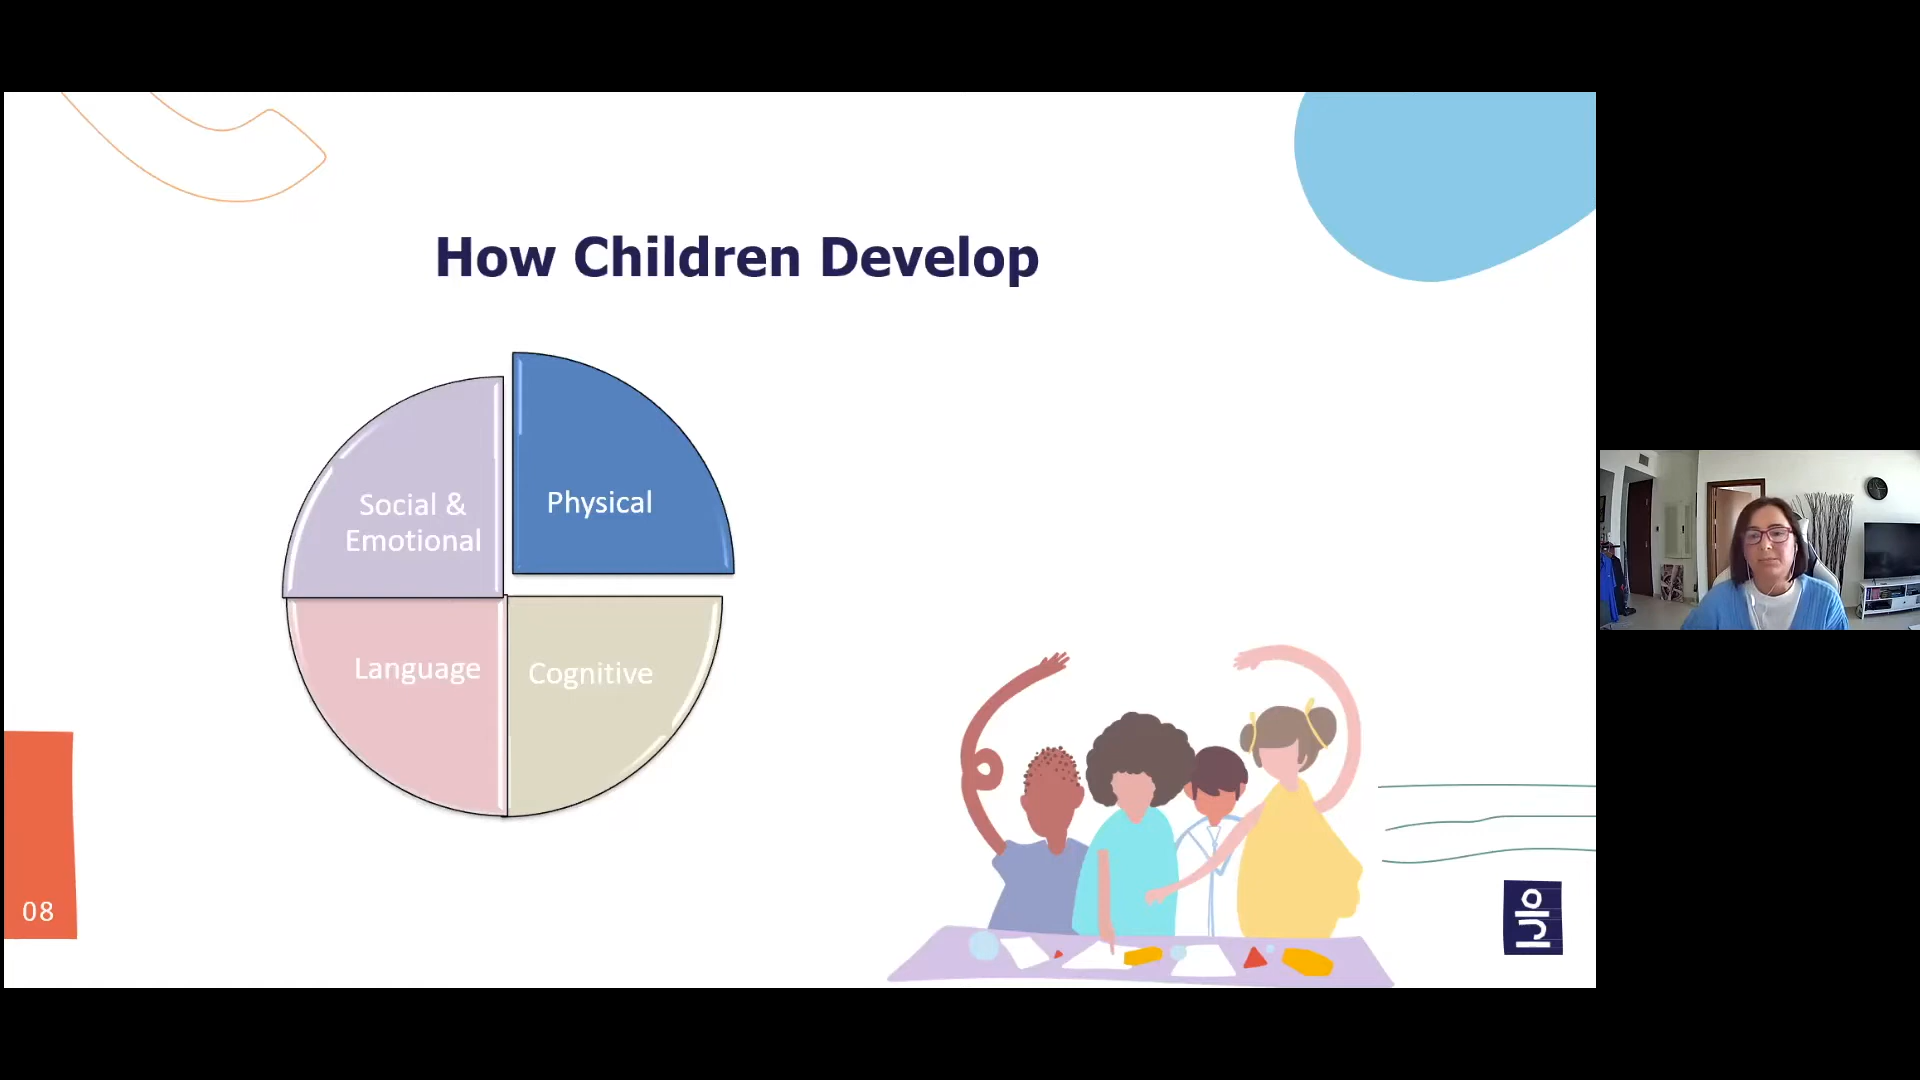 How Children Develop
Social &
Emotional
Physical
Language
Cognitive
08